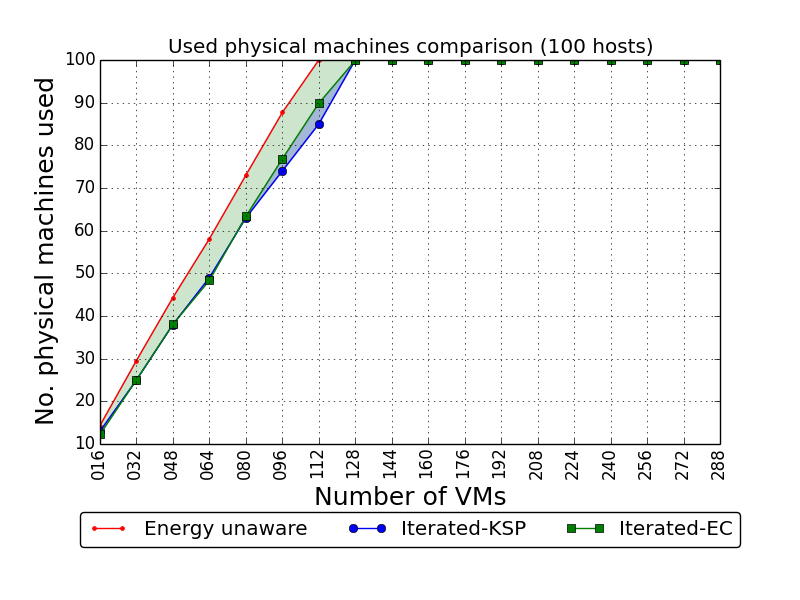 Used physical machines comparison (100 hosts)
No. physical machines used
100
90
80
70
60
50
40
30
20
10
016 032 048 064 080 096 112 128 144 160 176 192 208 224 240 256 272 288
Number of VMs
Energy unaware Iterated-KSP Iterated-EC